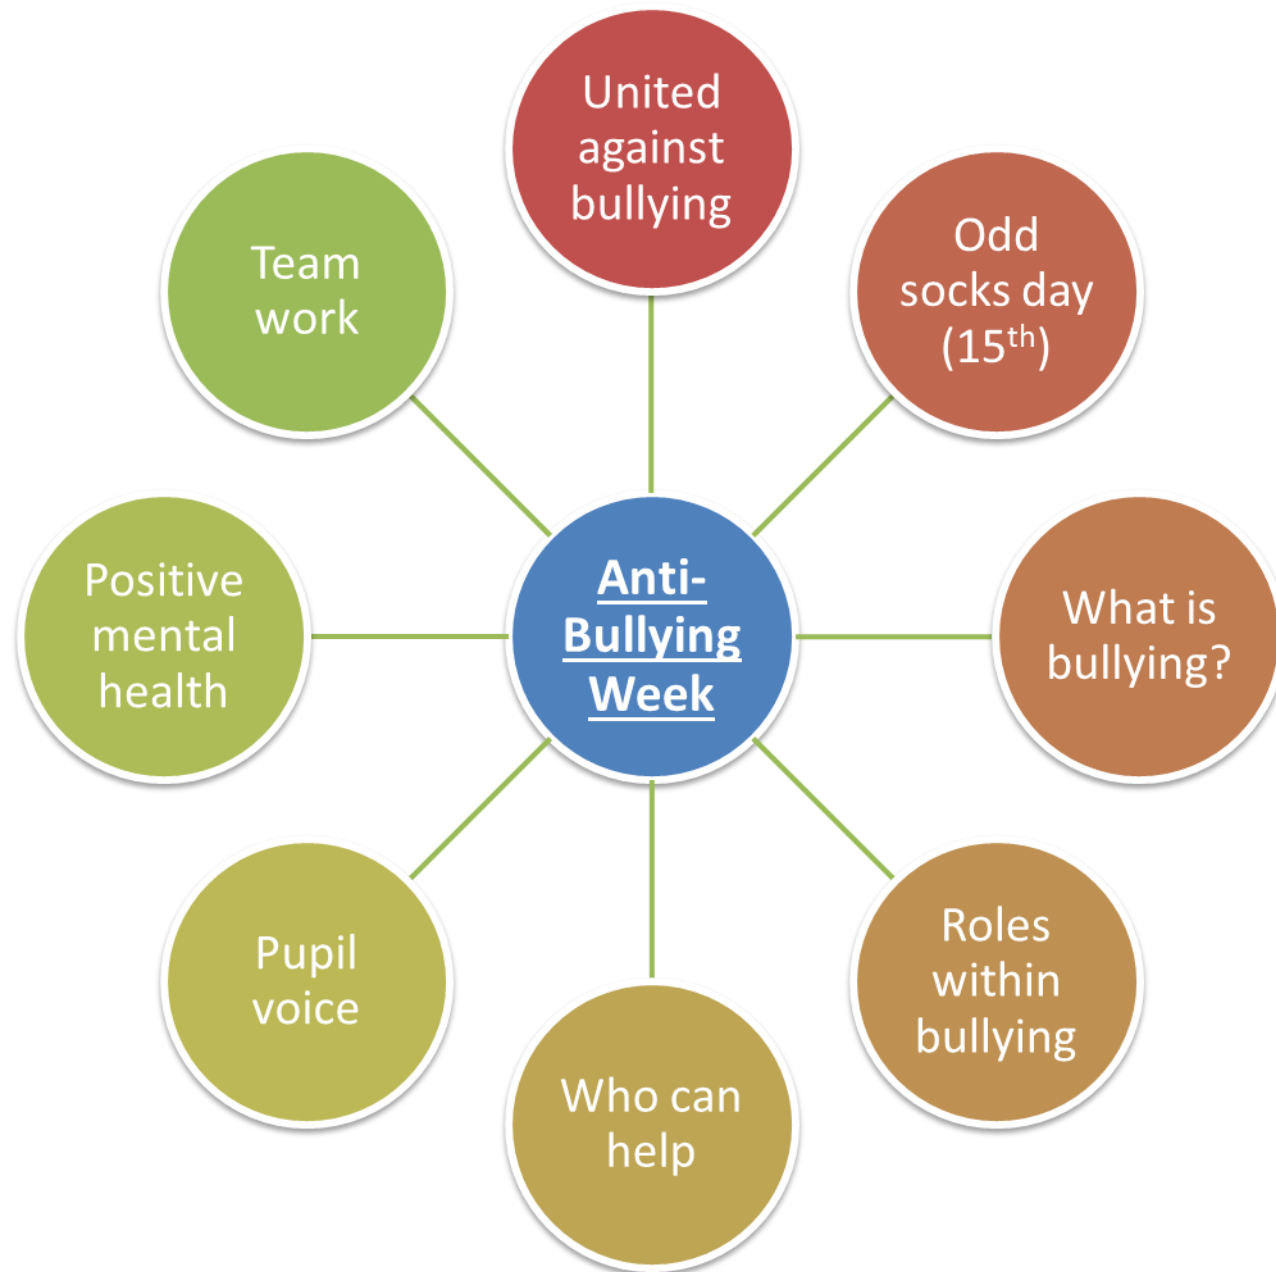 United
against
bullying
Odd
socks day
(15th)
What is
bullying?
Roles
within
bullying
Who can
help
Pupil
voice
Positive
mental
health
Team
work
Anti-
Bullying
Week